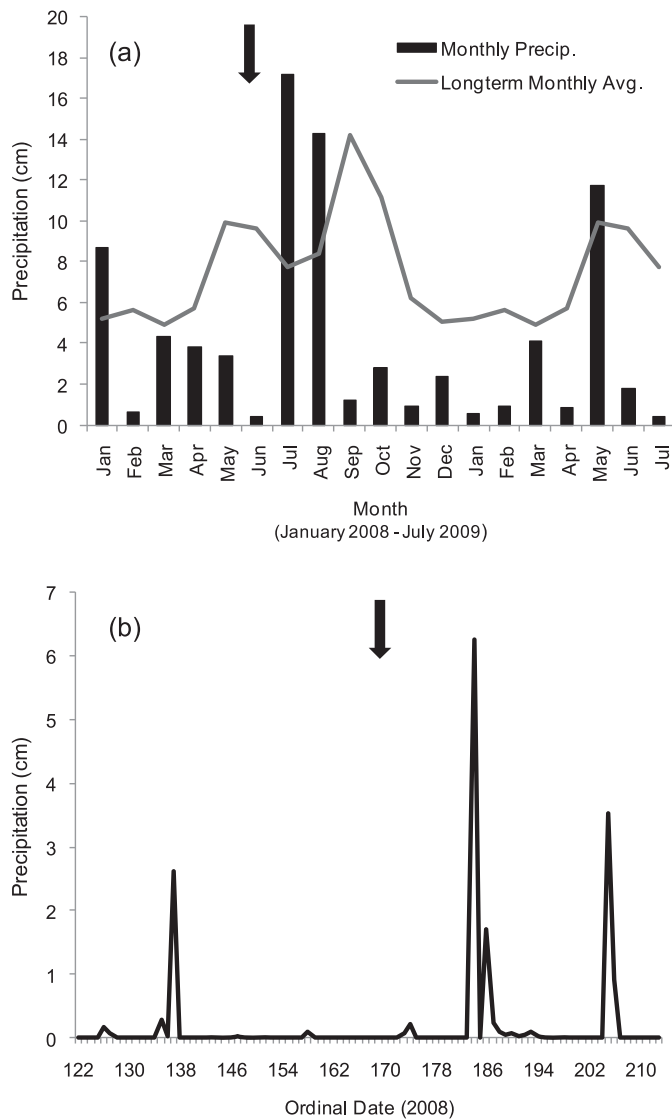 (a)
Monthly Precip.
Longterm Monthly Avg.
Precipitation (cm)
20
18
16
14
12
10
8
6
4
2
0
Jan Feb Mar Apr May Jun Jul Aug Sep Oct Nov Dec Jan Feb Mar Apr May Jun Jul
Month
(January 2008 - July 2009)
(b)
Precipitation (cm)
7
6
5
4
3
2
1
0
122 130 138 146 154 162 170 178 186 194 202 210
Ordinal Date (2008)